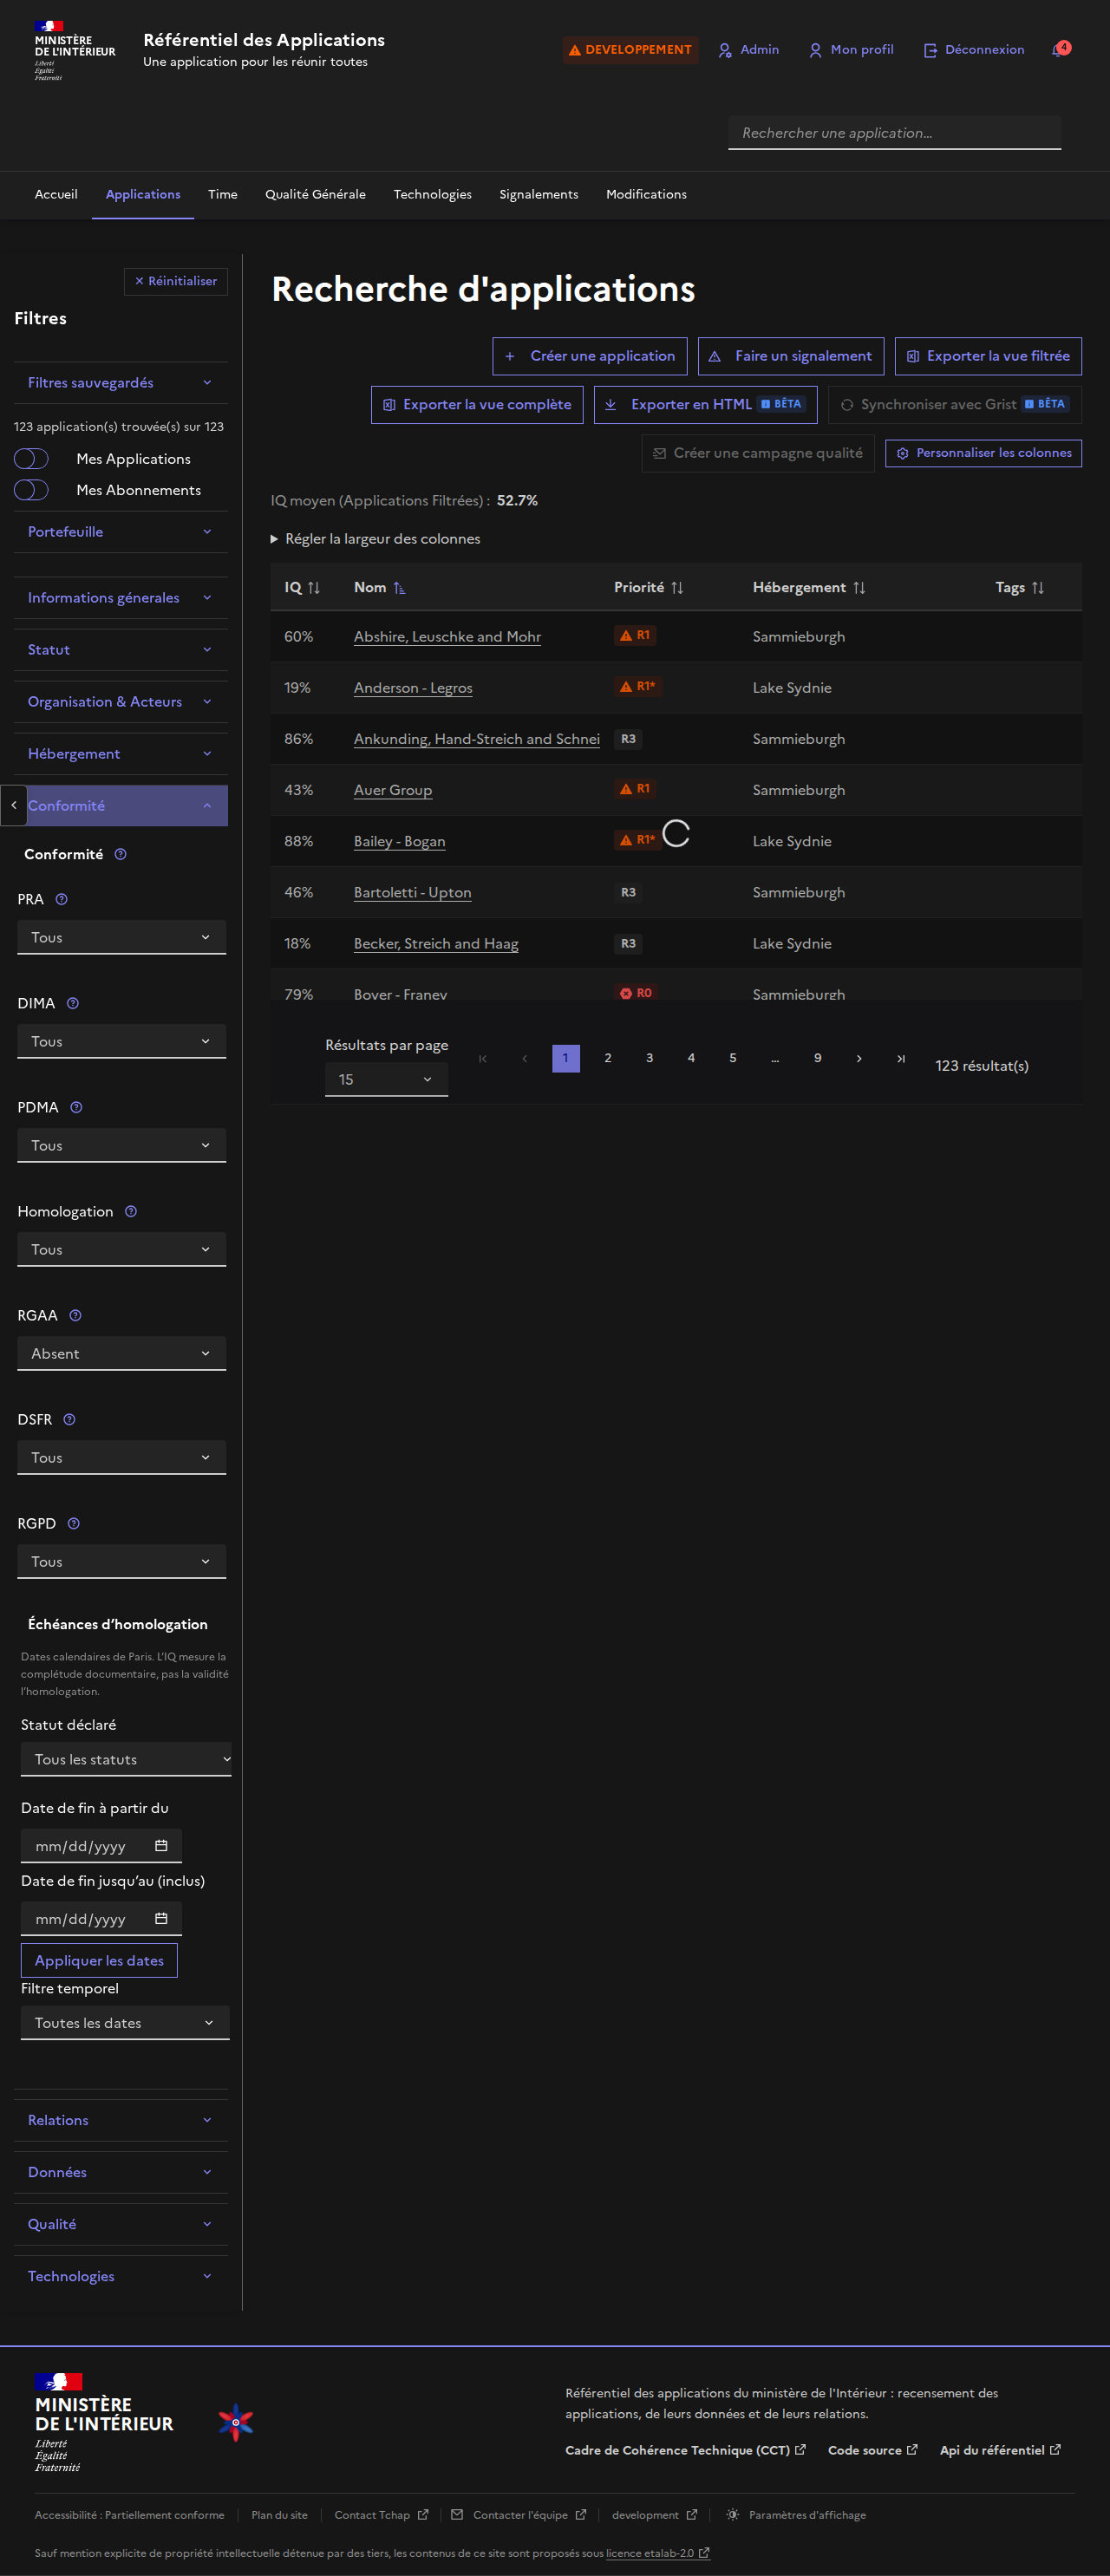 MINISTÈRE
DE L'INTÉRIEUR
Liberté
Égalité
Fraternité
Référentiel des Applications
Une application pour les réunir toutes
DEVELOPPEMENT
Admin
Mon profil
Déconnexion
4
Rechercher une application…
Accueil
Applications
Time
Qualité Générale
Technologies
Signalements
Modifications
Réinitialiser
Filtres
Filtres sauvegardés
123 application(s) trouvée(s) sur 123
Mes Applications
Mes Abonnements
Portefeuille
Informations génerales
Statut
Organisation & Acteurs
Hébergement
Conformité
Conformité
PRA
Tous
DIMA
Tous
PDMA
Tous
Homologation
Tous
RGAA
Absent
DSFR
Tous
RGPD
Tous
Échéances d’homologation
Dates calendaires de Paris. L’IQ mesure la
complétude documentaire, pas la validité
l’homologation.
Statut déclaré
Tous les statuts
Date de fin à partir du
mm/dd/yyyy
Date de fin jusqu’au (inclus)
mm/dd/yyyy
Appliquer les dates
Filtre temporel
Toutes les dates
Relations
Données
Qualité
Technologies
Recherche d'applications
Créer une application
Faire un signalement
Exporter la vue filtrée
Exporter la vue complète
Exporter en HTML BÊTA
Synchroniser avec Grist BÊTA
Créer une campagne qualité
Personnaliser les colonnes
IQ moyen (Applications Filtrées) : 52.7%
Régler la largeur des colonnes
IQ Nom Priorité Hébergement Tags
60% Abshire, Leuschke and Mohr R1 Sammieburgh
19% Anderson - Legros R1* Lake Sydnie
86% Ankunding, Hand-Streich and Schnei R3 Sammieburgh
43% Auer Group R1 Sammieburgh
88% Bailey - Bogan R1* Lake Sydnie
46% Bartoletti - Upton R3 Sammieburgh
18% Becker, Streich and Haag R3 Lake Sydnie
79% Boyer - Franey R0 Sammieburgh
Résultats par page
15
1 2 3 4 5 … 9
123 résultat(s)
MINISTÈRE
DE L'INTÉRIEUR
Liberté
Égalité
Fraternité
Référentiel des applications du ministère de l'Intérieur : recensement des
applications, de leurs données et de leurs relations.
Cadre de Cohérence Technique (CCT)
Code source
Api du référentiel
Accessibilité : Partiellement conforme
Plan du site
Contact Tchap
Contacter l'équipe
development
Paramètres d'affichage
Sauf mention explicite de propriété intellectuelle détenue par des tiers, les contenus de ce site sont proposés sous licence etalab-2.0